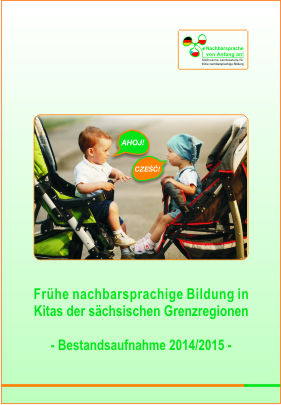 Nachbarsprache
von Anfang an!
Sächsische Landesstelle für
frühe nachbarsprachige Bildung
AHOJ!
CZEŚĆ!
Frühe nachbarsprachige Bildung in
Kitas der sächsischen Grenzregionen
- Bestandsaufnahme 2014/2015 -